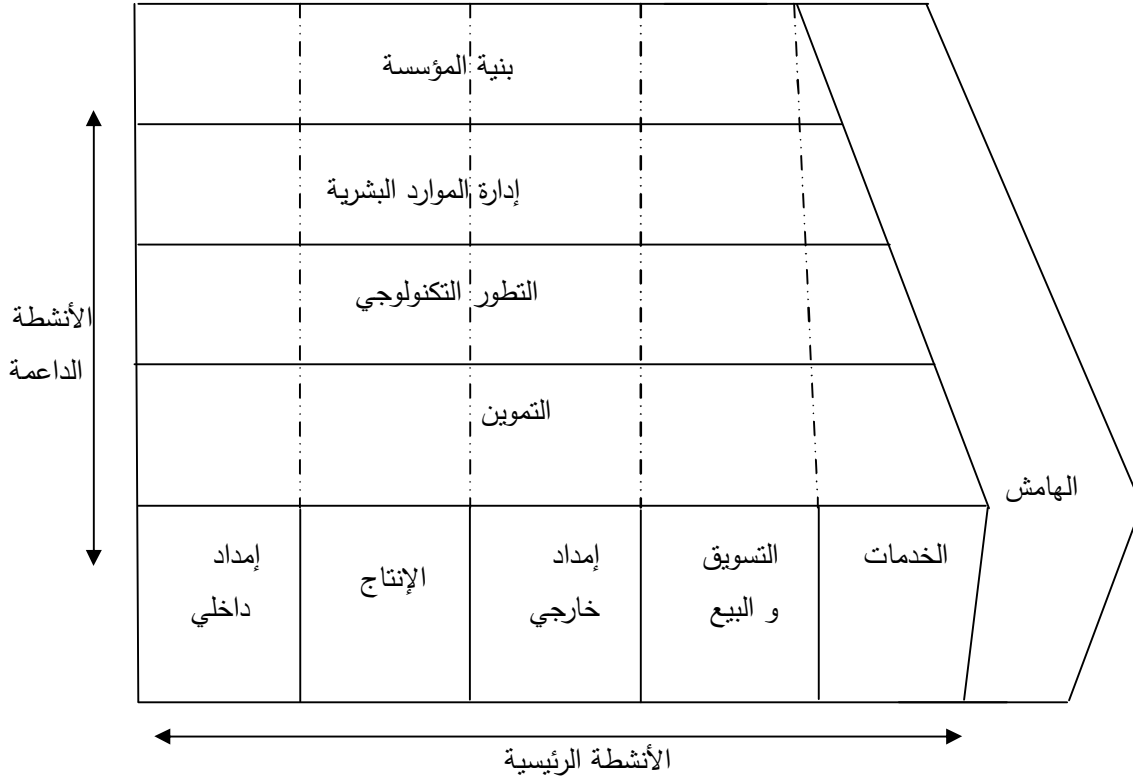 بنية المؤسسة
إدارة الموارد البشرية
التطور التكنولوجي
التموين
الأنشطة
الداعمة
الهامش
إمداد
داخلي
الإنتاج
إمداد
خارجي
التسويق
و البيع
الخدمات
الأنشطة الرئيسية